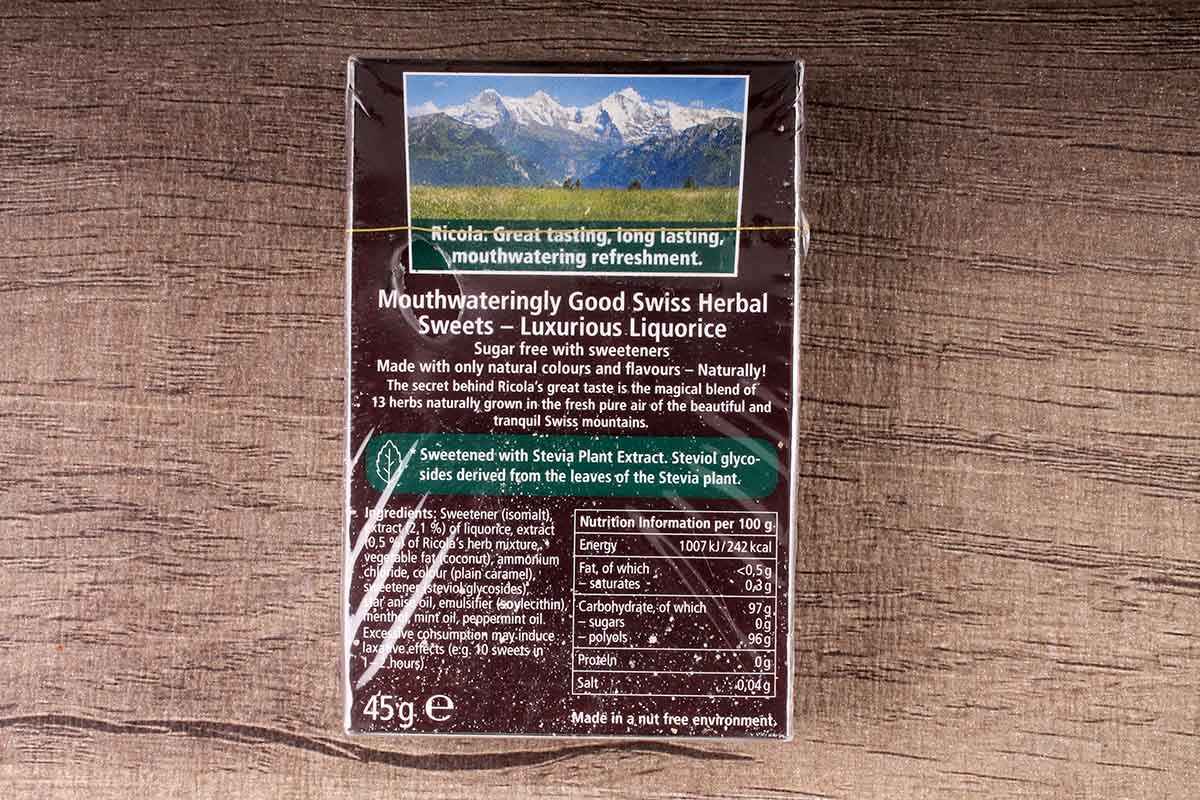 Ricola. Great tasting, long lasting,
mouthwatering refreshment.
Mouthwateringly Good Swiss Herbal
Sweets – Luxurious Liquorice
Sugar free with sweeteners
Made with only natural colours and flavours – Naturally!
The secret behind Ricola's great taste is the magical blend of
13 herbs naturally grown in the fresh pure air of the beautiful and
tranquil Swiss mountains.
* Sweetened with Stevia Plant Extract. Steviol glyco-
sides derived from the leaves of the Stevia plant.
Ingredients: Sweetener (isomalt),
extract (2,1 %) of liquorice, extract
(0,5 %) of Ricola's herb mixture,
vegetable fat (coconut), ammonium
chloride, colour (plain caramel),
sweetener (steviol glycosides),
star anise oil, emulsifier (soylecithin),
menthol, mint oil, peppermint oil.
Excessive consumption may induce
laxative effects (e.g. 10 sweets in
1–2 hours).
45 g ℮
Nutrition Information per 100 g
Energy 1007 kJ / 242 kcal
Fat, of which <0,5 g
– saturates 0,3 g
Carbohydrate, of which 97 g
– sugars 0 g
– polyols 96 g
Protein 0 g
Salt 0,04 g
Made in a nut free environment.